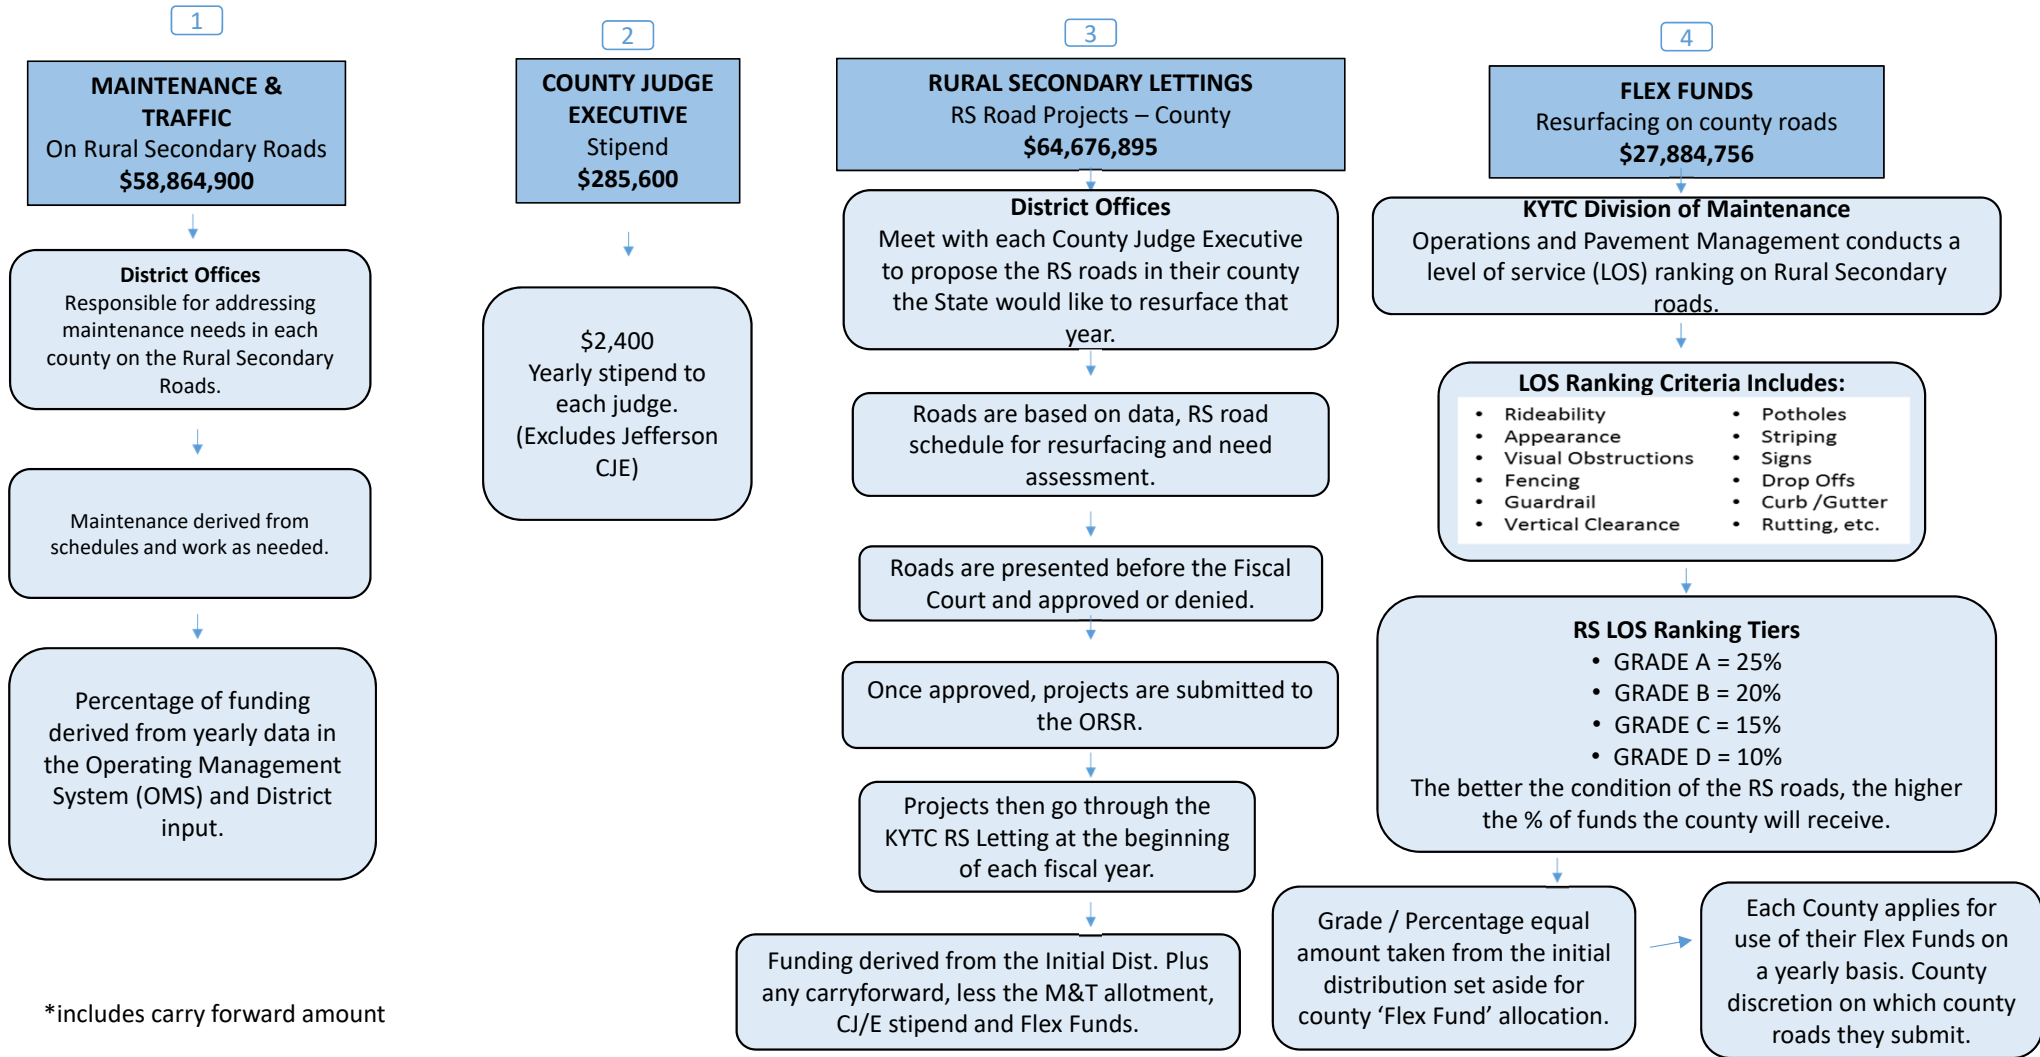 1
MAINTENANCE &
TRAFFIC
On Rural Secondary Roads
$58,864,900
District Offices
Responsible for addressing
maintenance needs in each
county on the Rural Secondary
Roads.
Maintenance derived from
schedules and work as needed.
Percentage of funding
derived from yearly data in
the Operating Management
System (OMS) and District
input.
*includes carry forward amount
2
COUNTY JUDGE
EXECUTIVE
Stipend
$285,600
$2,400
Yearly stipend to
each judge.
(Excludes Jefferson
CJE)
3
RURAL SECONDARY LETTINGS
RS Road Projects – County
$64,676,895
District Offices
Meet with each County Judge Executive
to propose the RS roads in their county
the State would like to resurface that
year.
Roads are based on data, RS road
schedule for resurfacing and need
assessment.
Roads are presented before the Fiscal
Court and approved or denied.
Once approved, projects are submitted to
the ORSR.
Projects then go through the
KYTC RS Letting at the beginning
of each fiscal year.
Funding derived from the Initial Dist. Plus
any carryforward, less the M&T allotment,
CJ/E stipend and Flex Funds.
4
FLEX FUNDS
Resurfacing on county roads
$27,884,756
KYTC Division of Maintenance
Operations and Pavement Management conducts a
level of service (LOS) ranking on Rural Secondary
roads.
LOS Ranking Criteria Includes:
• Rideability
• Appearance
• Visual Obstructions
• Fencing
• Guardrail
• Vertical Clearance
• Potholes
• Striping
• Signs
• Drop Offs
• Curb /Gutter
• Rutting, etc.
RS LOS Ranking Tiers
• GRADE A = 25%
• GRADE B = 20%
• GRADE C = 15%
• GRADE D = 10%
The better the condition of the RS roads, the higher
the % of funds the county will receive.
Grade / Percentage equal
amount taken from the initial
distribution set aside for
county ‘Flex Fund’ allocation.
Each County applies for
use of their Flex Funds on
a yearly basis. County
discretion on which county
roads they submit.